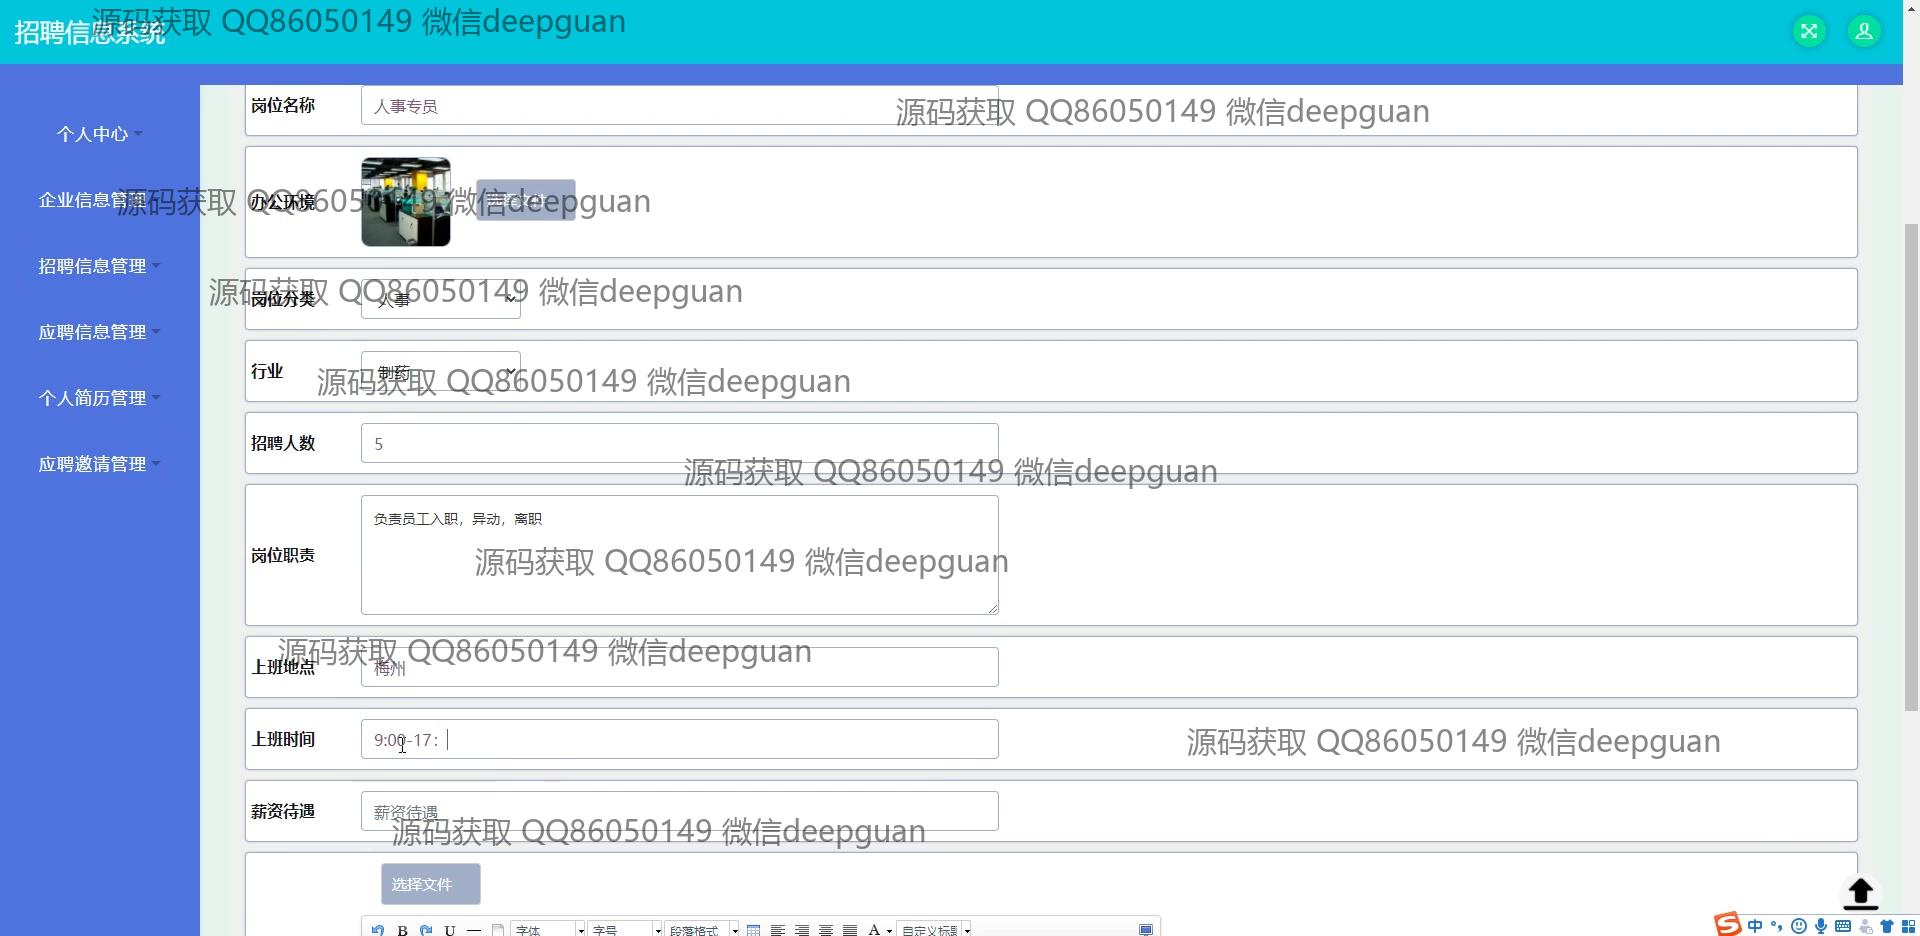 源码获取 QQ86050149 微信deepguan
招聘信息系统
个人中心
企业信息管理
招聘信息管理
应聘信息管理
个人简历管理
应聘邀请管理
岗位名称 人事专员
源码获取 QQ86050149 微信deepguan
办公环境 选择文件
源码获取 QQ86050149 微信deepguan
岗位分类 人事
源码获取 QQ86050149 微信deepguan
行业 制药
源码获取 QQ86050149 微信deepguan
招聘人数 5
源码获取 QQ86050149 微信deepguan
岗位职责 负责员工入职，异动，离职
源码获取 QQ86050149 微信deepguan
上班地点 梅州
源码获取 QQ86050149 微信deepguan
上班时间 9:00-17：
源码获取 QQ86050149 微信deepguan
薪资待遇 薪资待遇
源码获取 QQ86050149 微信deepguan
选择文件
B U 字体 字号 段落格式 A 自定义标题
中